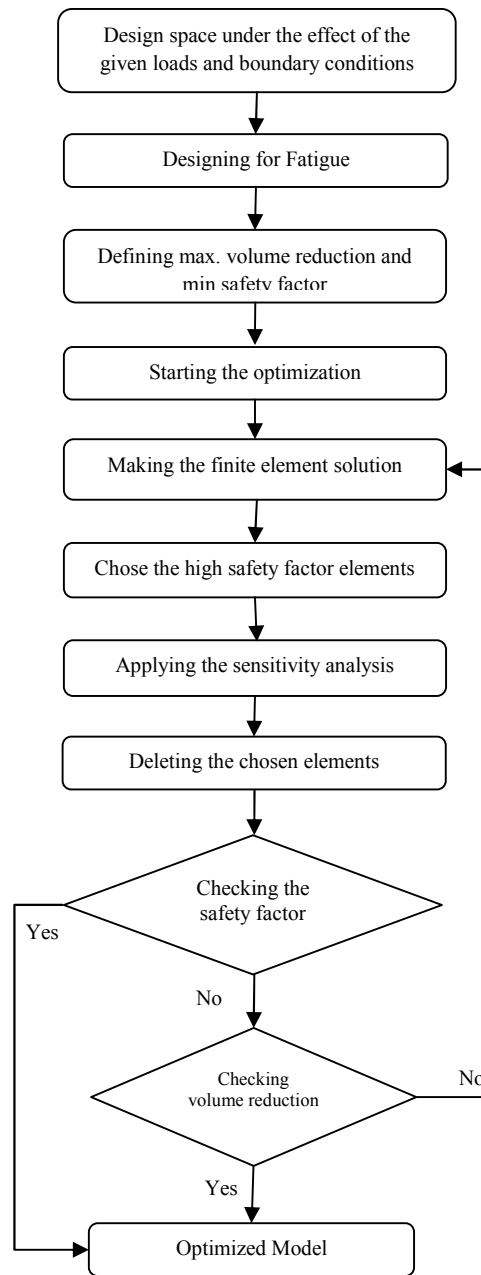 Design space under the effect of the
given loads and boundary conditions
Designing for Fatigue
Defining max. volume reduction and
min safety factor
Starting the optimization
Making the finite element solution
Chose the high safety factor elements
Applying the sensitivity analysis
Deleting the chosen elements
Checking the
safety factor
Yes
No
Checking
volume reduction
No
Yes
Optimized Model